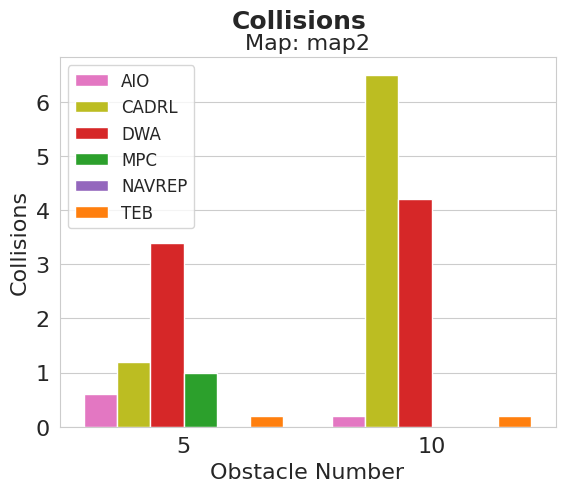 Collisions
Map: map2
AIO
CADRL
DWA
MPC
NAVREP
TEB
Collisions
6
5
4
3
2
1
0
5 10
Obstacle Number